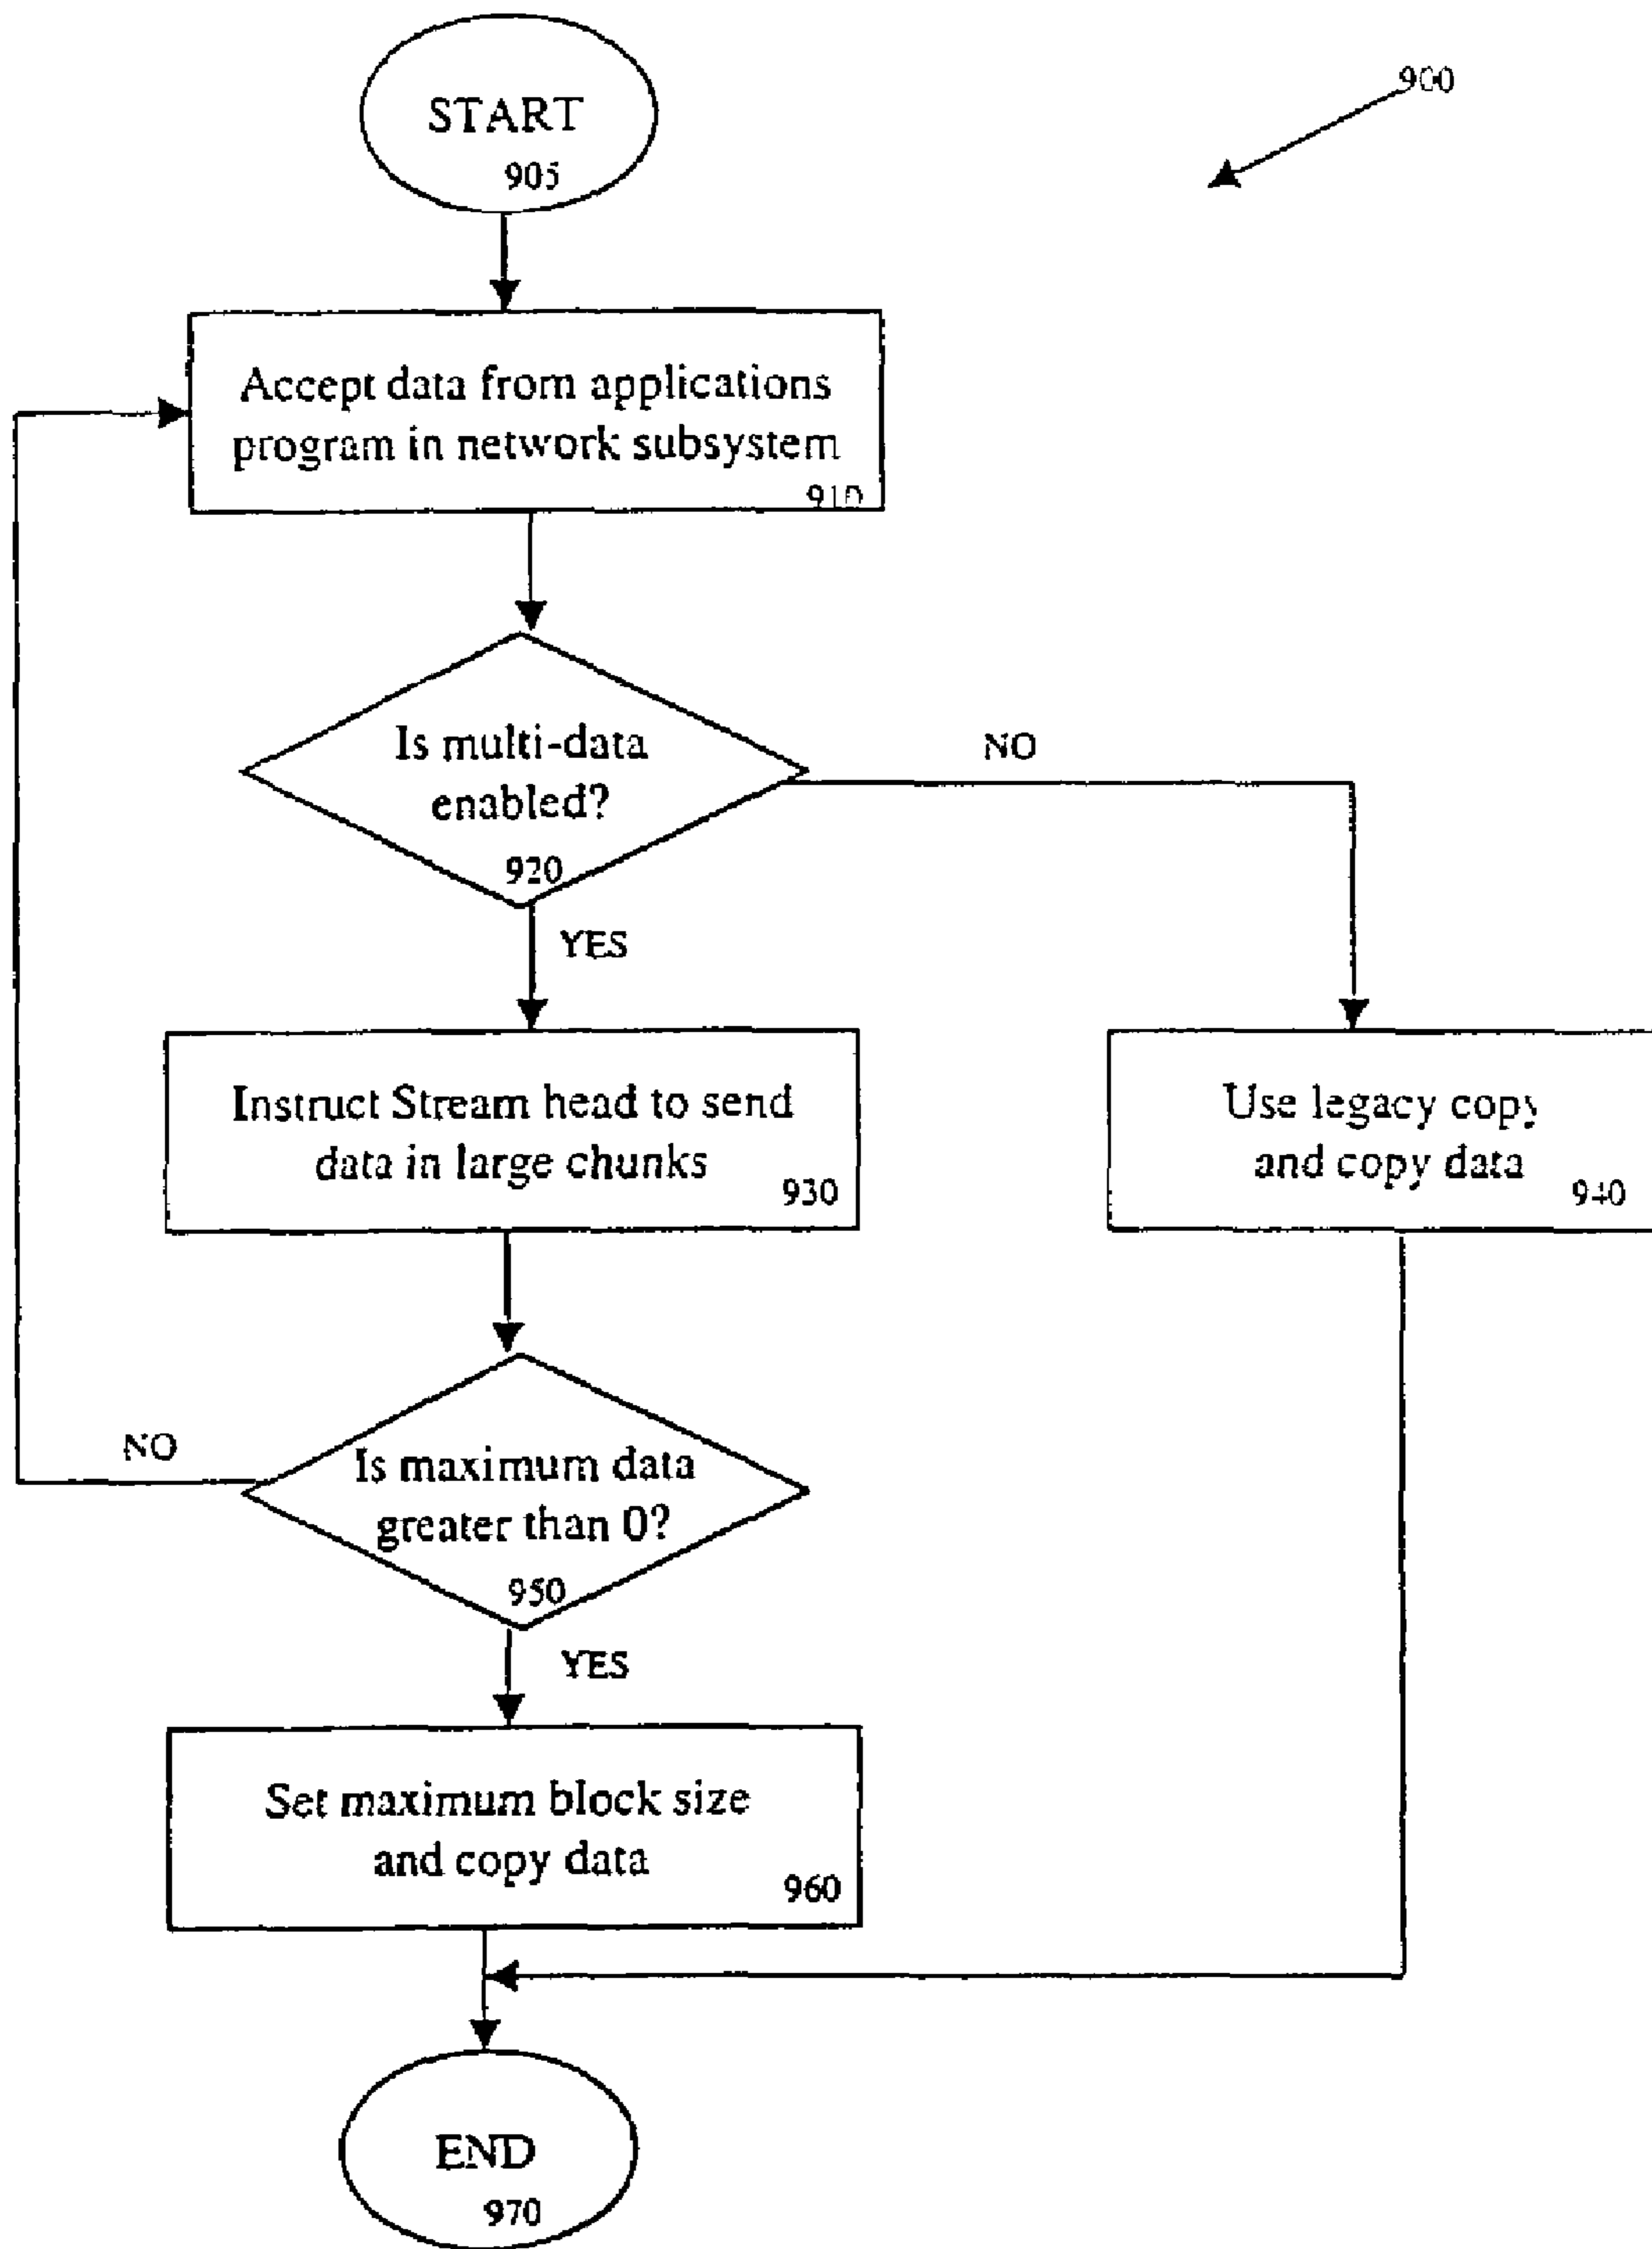 START
905
900
Accept data from applications
program in network subsystem
910
Is multi-data
enabled?
920
NO
YES
Instruct Stream head to send
data in large chunks
930
Use legacy copy
and copy data
940
NO
Is maximum data
greater than 0?
950
YES
Set maximum block size
and copy data
960
END
970